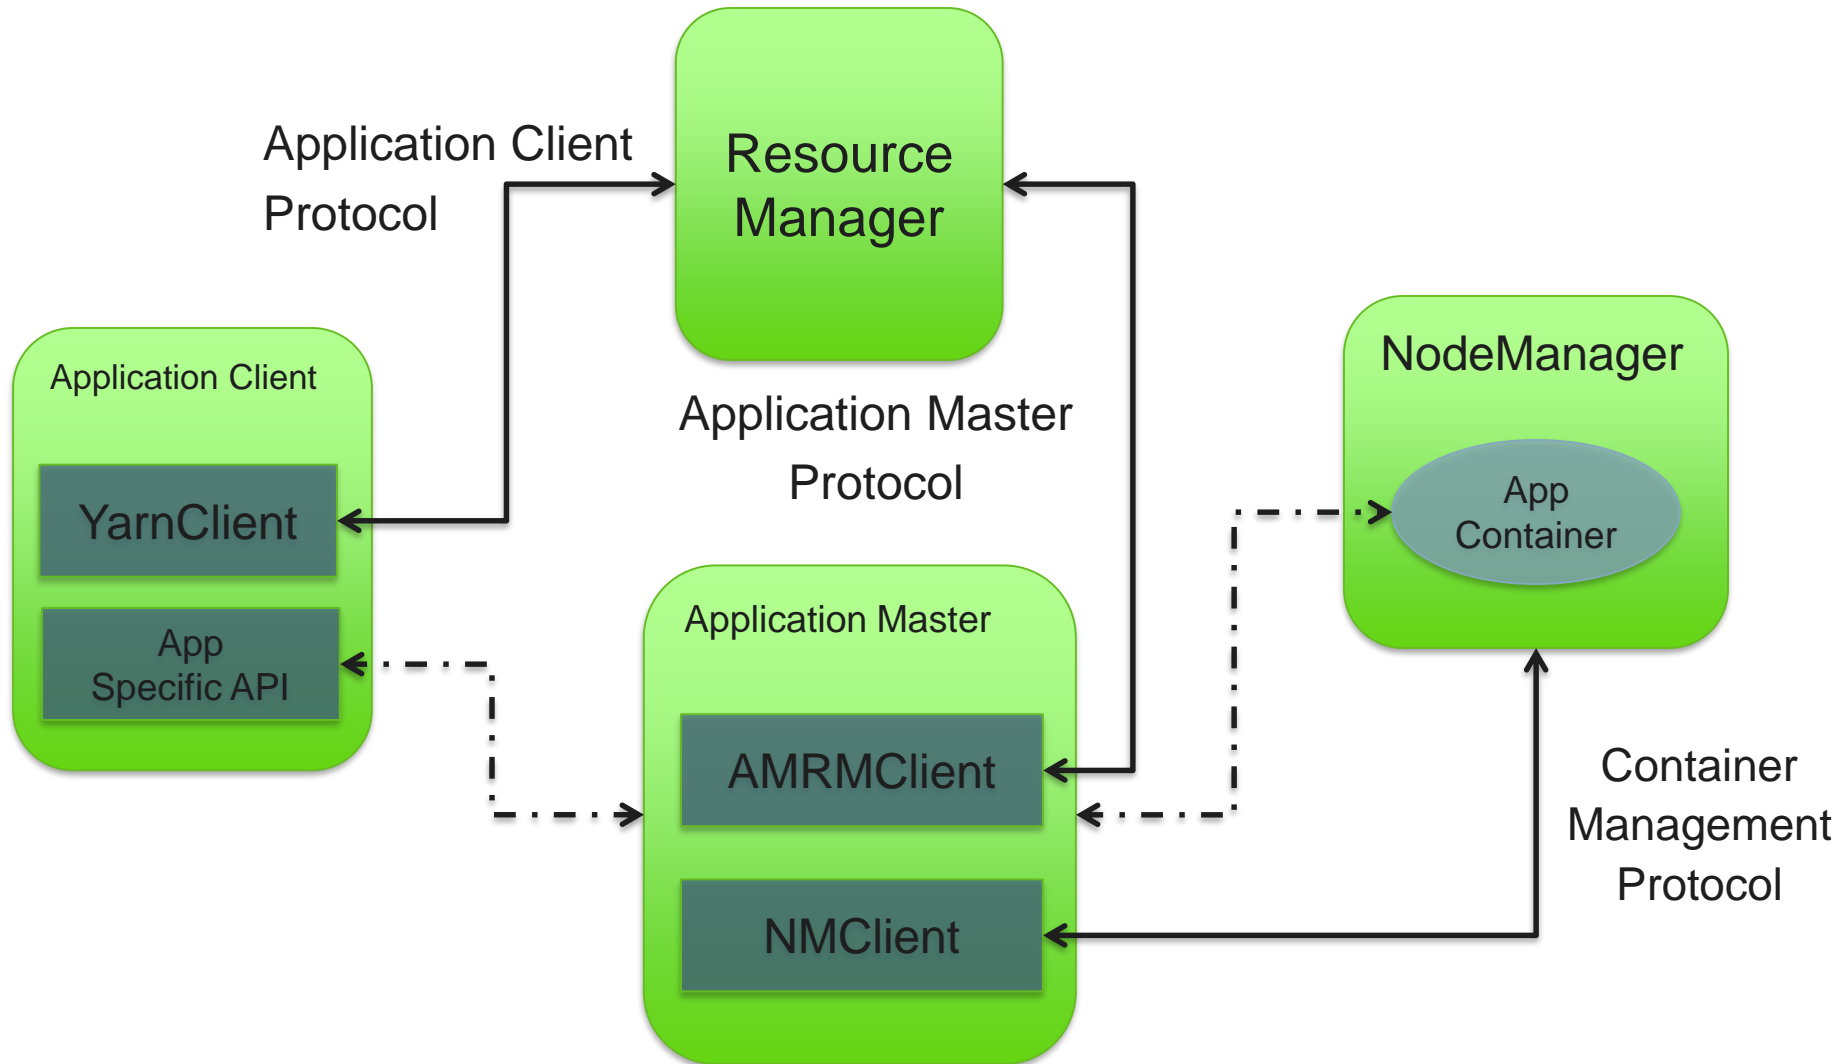 Application Client
Protocol
Resource
Manager
Application Client
YarnClient
App
Specific API
Application Master
Protocol
NodeManager
App
Container
Application Master
AMRMClient
NMClient
Container
Management
Protocol